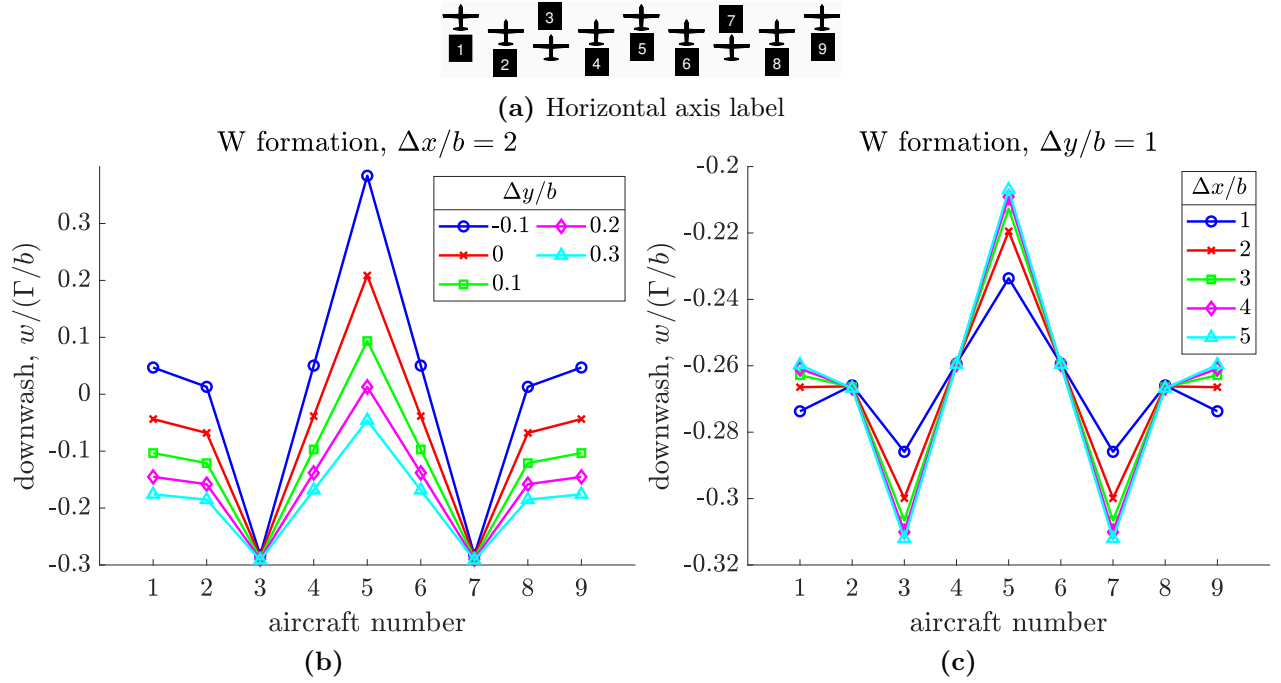 1 2 3 4 5 6 7 8 9
(a) Horizontal axis label
W formation, Δx/b = 2
downwash, w/(Γ/b)
0.3
0.2
0.1
0
-0.1
-0.2
-0.3
Δy/b
-0.1 0.2
0 0.3
0.1
1 2 3 4 5 6 7 8 9
aircraft number
(b)
W formation, Δy/b = 1
downwash, w/(Γ/b)
-0.2
-0.22
-0.24
-0.26
-0.28
-0.3
-0.32
Δx/b
1
2
3
4
5
1 2 3 4 5 6 7 8 9
aircraft number
(c)